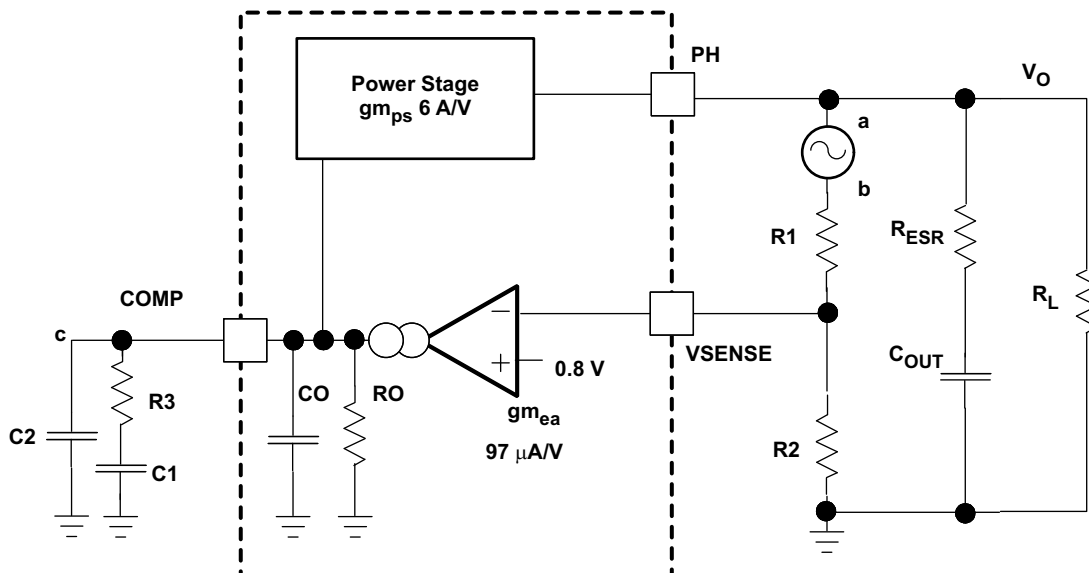 Power Stage
gm_ps 6 A/V
PH
V_O
a
b
R1
R_ESR
R_L
COMP
VSENSE
c
−
+
0.8 V
C_OUT
R3
CO
RO
gm_ea
C2
C1
97 μA/V
R2